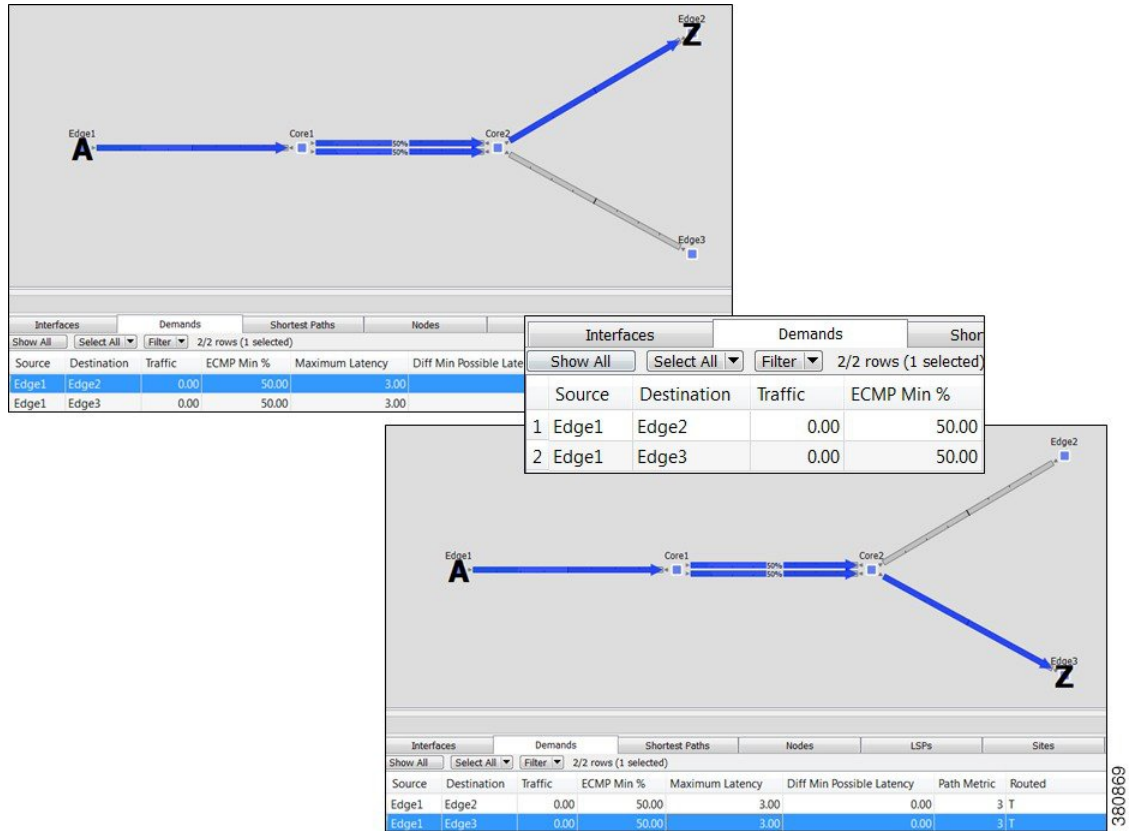 Edge2
Z
Edge1
A
Core1
50%
50%
Core2
Edge3
Interfaces Demands Shortest Paths Nodes
Show All Select All Filter 2/2 rows (1 selected)
Source Destination Traffic ECMP Min % Maximum Latency Diff Min Possible Late
Edge1 Edge2 0.00 50.00 3.00
Edge1 Edge3 0.00 50.00 3.00
Interfaces Demands Shor
Show All Select All Filter 2/2 rows (1 selected)
Source Destination Traffic ECMP Min %
1 Edge1 Edge2 0.00 50.00
2 Edge1 Edge3 0.00 50.00
Edge2
Edge1
A
Core1
50%
50%
Core2
Edge3
Z
Interfaces Demands Shortest Paths Nodes LSPs Sites
Show All Select All Filter 2/2 rows (1 selected)
Source Destination Traffic ECMP Min % Maximum Latency Diff Min Possible Latency Path Metric Routed
Edge1 Edge2 0.00 50.00 3.00 0.00 3 T
Edge1 Edge3 0.00 50.00 3.00 0.00 3 T
380869